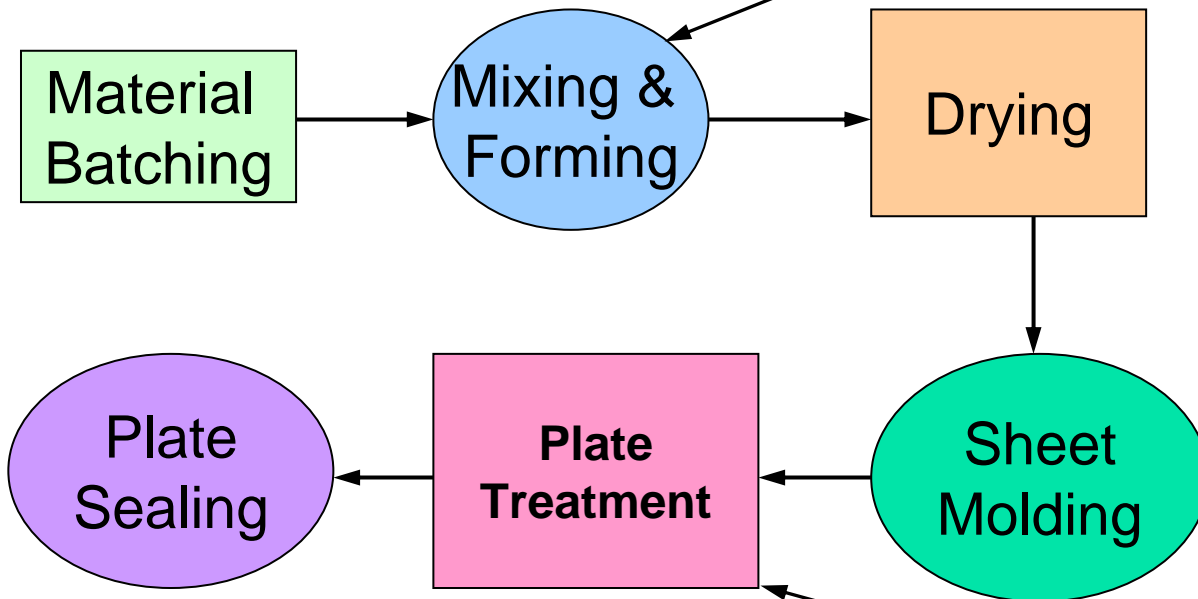 Material
Batching
Mixing &
Forming
Drying
Plate
Sealing
Plate
Treatment
Sheet
Molding